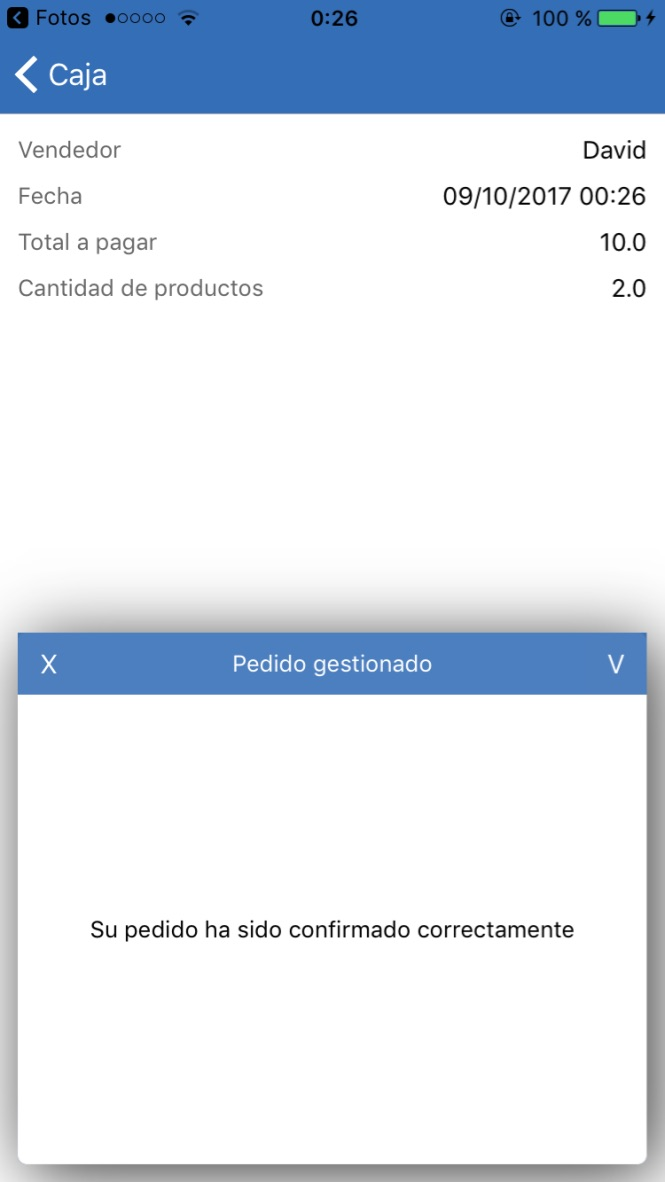 Fotos
0:26
100 %
Caja
Vendedor David
Fecha 09/10/2017 00:26
Total a pagar 10.0
Cantidad de productos 2.0
X Pedido gestionado V
Su pedido ha sido confirmado correctamente